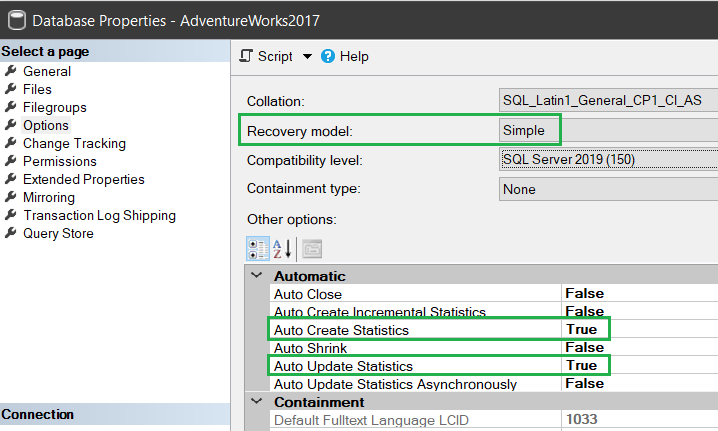 Database Properties - AdventureWorks2017
Select a page
General
Files
Filegroups
Options
Change Tracking
Permissions
Extended Properties
Mirroring
Transaction Log Shipping
Query Store
Connection
Script Help
Collation: SQL_Latin1_General_CP1_CI_AS
Recovery model: Simple
Compatibility level: SQL Server 2019 (150)
Containment type: None
Other options:
A Z
Automatic
Auto Close False
Auto Create Incremental Statistics False
Auto Create Statistics True
Auto Shrink False
Auto Update Statistics True
Auto Update Statistics Asynchronously False
Containment
Default Fulltext Language LCID 1033